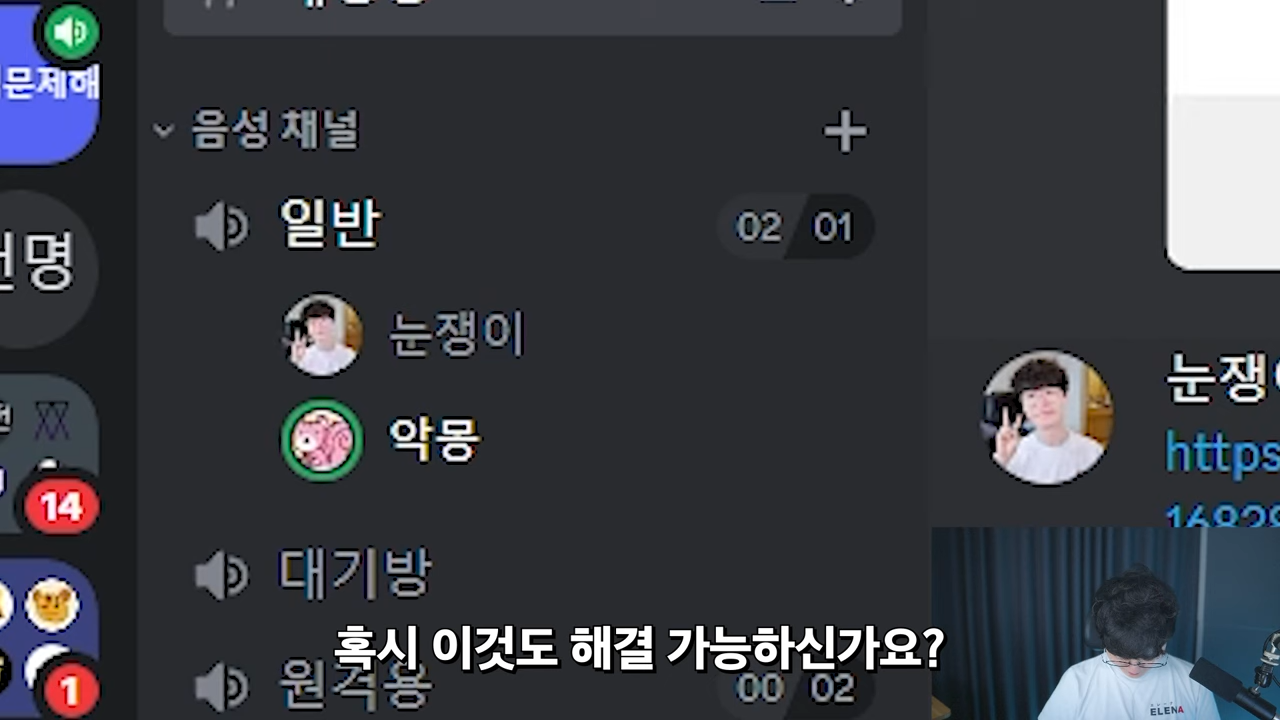 문제해
음성 채널
일반
02 / 01
눈쟁이
악몽
14
대기방
원격용
00 / 02
1
눈쟁
https
16829
혹시 이것도 해결 가능하신가요?
ELENA